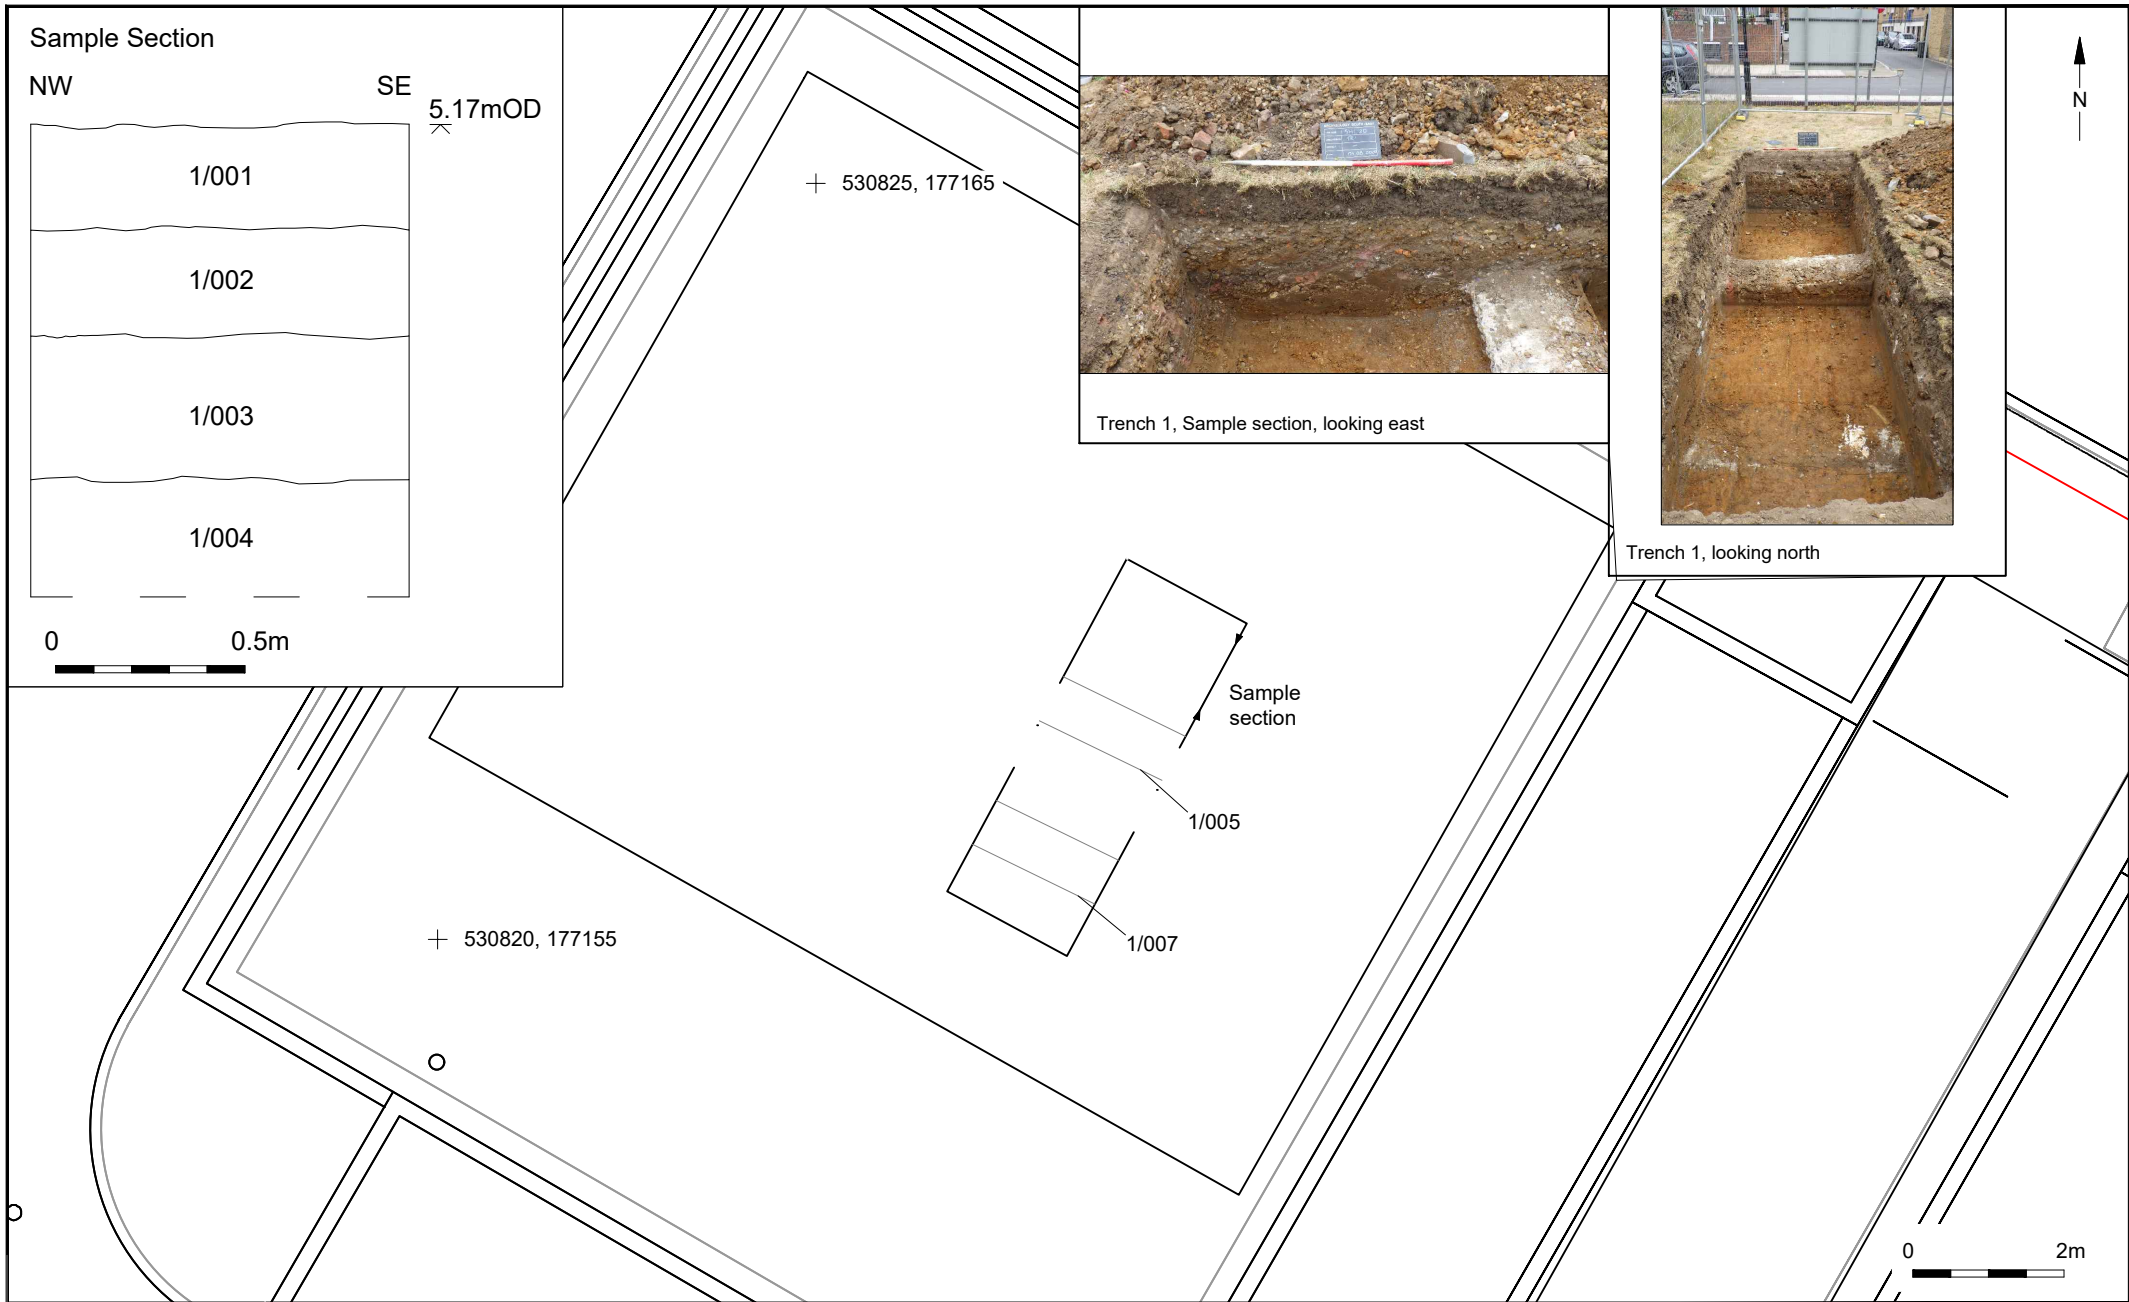 Sample Section
NW
SE
5.17mOD
1/001
1/002
1/003
1/004
0
0.5m
530825, 177165
Trench 1, Sample section, looking east
Trench 1, looking north
N
Sample
section
1/005
1/007
530820, 177155
0
2m